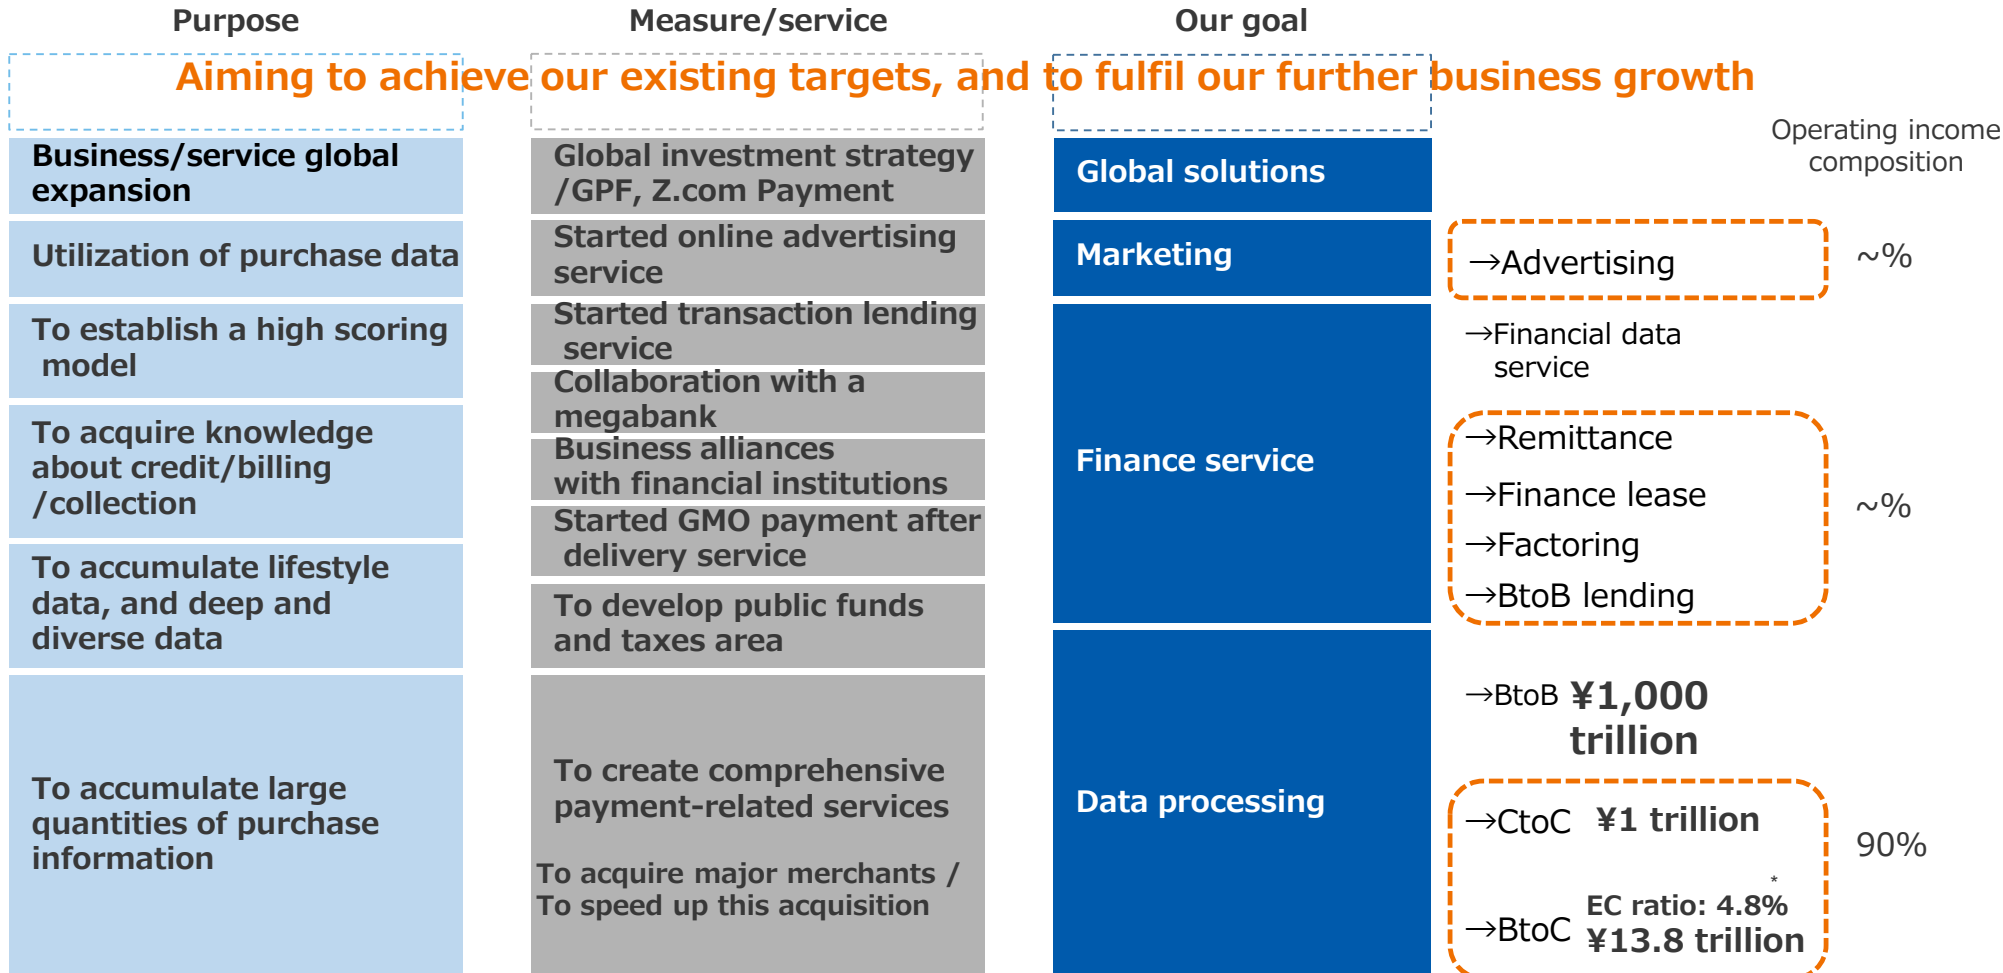 Purpose
Measure/service
Our goal
Aiming to achieve our existing targets, and to fulfil our further business growth
Operating income
composition
Business/service global
expansion
Global investment strategy
/GPF, Z.com Payment
Global solutions
Utilization of purchase data
Started online advertising
service
Marketing
→Advertising
~%
To establish a high scoring
model
Started transaction lending
service
→Financial data
service
Collaboration with a
megabank
To acquire knowledge
about credit/billing
/collection
Business alliances
with financial institutions
Finance service
→Remittance
→Finance lease
→Factoring
→BtoB lending
~%
Started GMO payment after
delivery service
To accumulate lifestyle
data, and deep and
diverse data
To develop public funds
and taxes area
To accumulate large
quantities of purchase
information
To create comprehensive
payment-related services
To acquire major merchants /
To speed up this acquisition
Data processing
→BtoB ¥1,000
trillion
→CtoC ¥1 trillion
90%
*
EC ratio: 4.8%
→BtoC ¥13.8 trillion